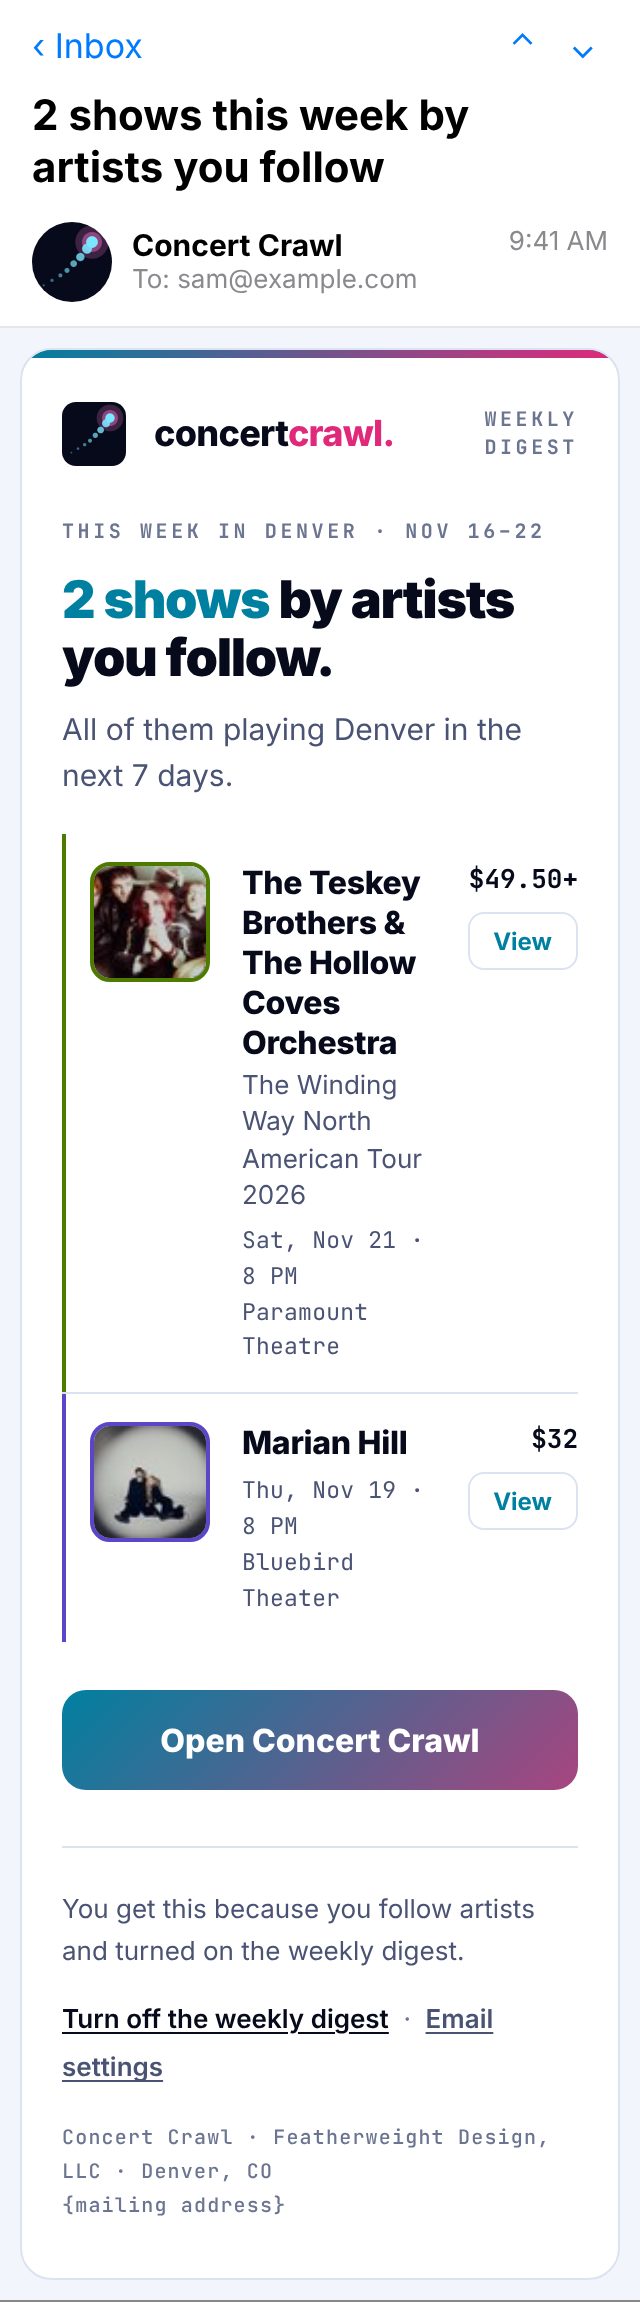 ‹ Inbox
2 shows this week by
artists you follow
Concert Crawl
9:41 AM
To: sam@example.com
concertcrawl.
WEEKLY
DIGEST
THIS WEEK IN DENVER · NOV 16–22
2 shows by artists
you follow.
All of them playing Denver in the
next 7 days.
The Teskey
Brothers &
The Hollow
Coves
Orchestra
The Winding
Way North
American Tour
2026
Sat, Nov 21 ·
8 PM
Paramount
Theatre
$49.50+
View
Marian Hill
Thu, Nov 19 ·
8 PM
Bluebird
Theater
$32
View
Open Concert Crawl
You get this because you follow artists
and turned on the weekly digest.
Turn off the weekly digest · Email
settings
Concert Crawl · Featherweight Design,
LLC · Denver, CO
{mailing address}